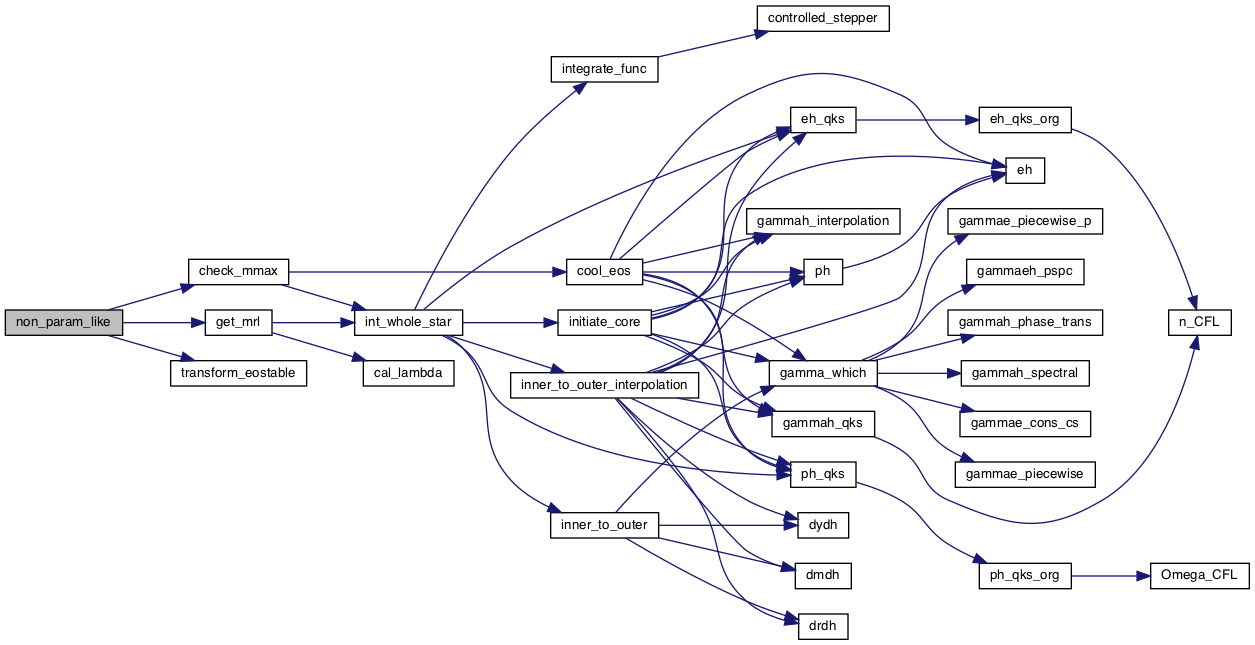 controlled_stepper
integrate_func
eh_qks
eh_qks_org
eh
gammah_interpolation
gammae_piecewise_p
check_mmax
cool_eos
ph
gammaeh_pspc
non_param_like
get_mrl
int_whole_star
initiate_core
gammah_phase_trans
n_CFL
transform_eostable
cal_lambda
inner_to_outer_interpolation
gamma_which
gammah_spectral
gammah_qks
gammae_cons_cs
ph_qks
gammae_piecewise
inner_to_outer
dydh
dmdh
ph_qks_org
Omega_CFL
drdh